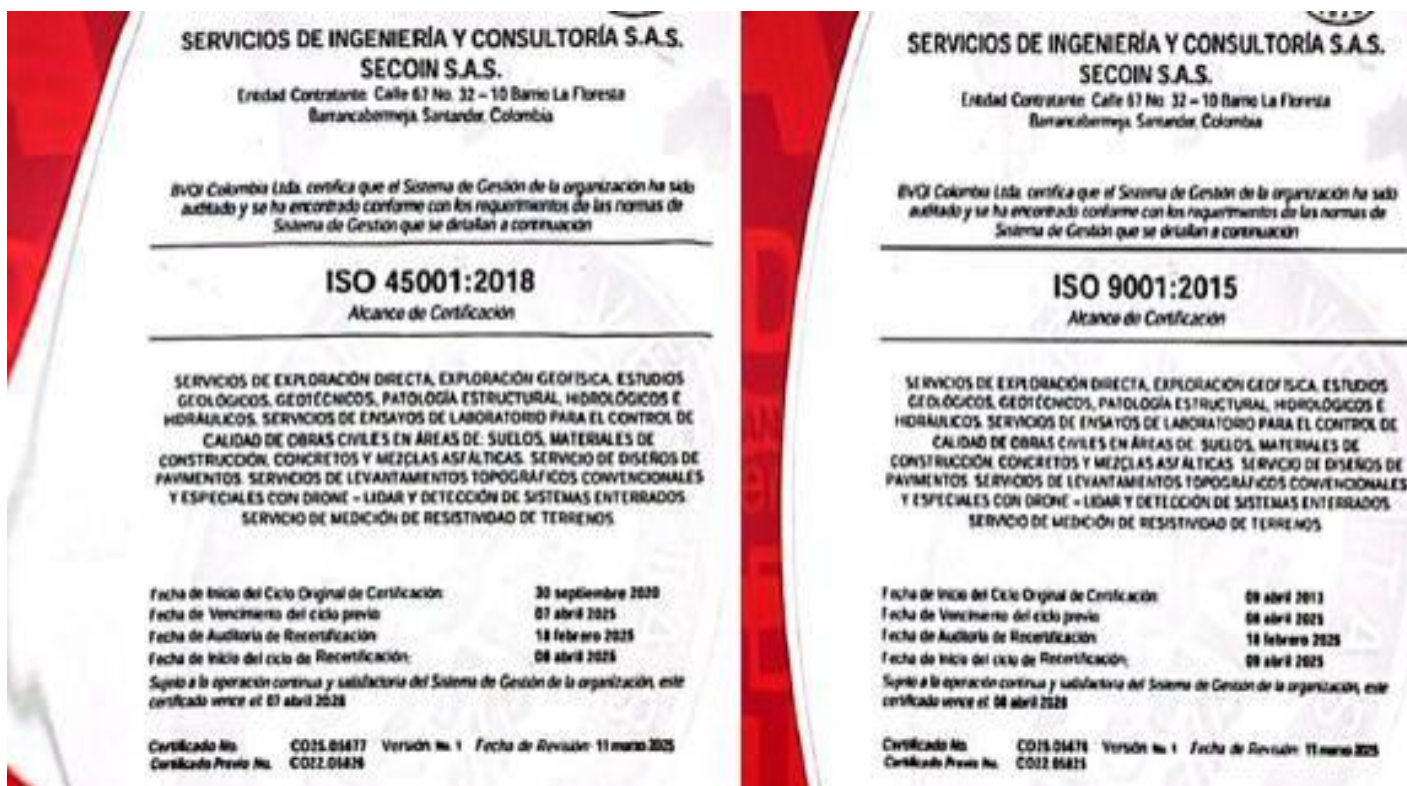 SERVICIOS DE INGENIERÍA Y CONSULTORÍA S.A.S.
SECOIN S.A.S.
Entidad Contratante: Calle 67 No. 32 – 10 Barrio La Floresta
Barrancabermeja, Santander, Colombia
BVQI Colombia Ltda. certifica que el Sistema de Gestión de la organización ha sido
auditado y se ha encontrado conforme con los requerimientos de las normas de
Sistema de Gestión que se detallan a continuación
ISO 45001:2018
Alcance de Certificación
SERVICIOS DE EXPLORACIÓN DIRECTA, EXPLORACIÓN GEOFÍSICA, ESTUDIOS
GEOLÓGICOS, GEOTÉCNICOS, PATOLOGÍA ESTRUCTURAL, HIDROLÓGICOS E
HIDRÁULICOS. SERVICIOS DE ENSAYOS DE LABORATORIO PARA EL CONTROL DE
CALIDAD DE OBRAS CIVILES EN ÁREAS DE: SUELOS, MATERIALES DE
CONSTRUCCIÓN, CONCRETOS Y MEZCLAS ASFÁLTICAS. SERVICIO DE DISEÑOS DE
PAVIMENTOS. SERVICIOS DE LEVANTAMIENTOS TOPOGRÁFICOS CONVENCIONALES
Y ESPECIALES CON DRONE – LIDAR Y DETECCIÓN DE SISTEMAS ENTERRADOS.
SERVICIO DE MEDICIÓN DE RESISTIVIDAD DE TERRENOS
Fecha de Inicio del Ciclo Original de Certificación: 30 septiembre 2020
Fecha de Vencimiento del ciclo previo: 07 abril 2025
Fecha de Auditoria de Recertificación: 18 febrero 2025
Fecha de Inicio del ciclo de Recertificación: 08 abril 2025
Sujeto a la operación continua y satisfactoria del Sistema de Gestión de la organización, este
certificado vence el: 07 abril 2028
Certificado No. CO25.05677 Versión No. 1 Fecha de Revisión: 11 marzo 2025
Certificado Previo No. CO22.05826
SERVICIOS DE INGENIERÍA Y CONSULTORÍA S.A.S.
SECOIN S.A.S.
Entidad Contratante: Calle 67 No. 32 – 10 Barrio La Floresta
Barrancabermeja, Santander, Colombia
BVQI Colombia Ltda. certifica que el Sistema de Gestión de la organización ha sido
auditado y se ha encontrado conforme con los requerimientos de las normas de
Sistema de Gestión que se detallan a continuación
ISO 9001:2015
Alcance de Certificación
SERVICIOS DE EXPLORACIÓN DIRECTA, EXPLORACIÓN GEOFÍSICA, ESTUDIOS
GEOLÓGICOS, GEOTÉCNICOS, PATOLOGÍA ESTRUCTURAL, HIDROLÓGICOS E
HIDRÁULICOS. SERVICIOS DE ENSAYOS DE LABORATORIO PARA EL CONTROL DE
CALIDAD DE OBRAS CIVILES EN ÁREAS DE: SUELOS, MATERIALES DE
CONSTRUCCIÓN, CONCRETOS Y MEZCLAS ASFÁLTICAS. SERVICIO DE DISEÑOS DE
PAVIMENTOS. SERVICIOS DE LEVANTAMIENTOS TOPOGRÁFICOS CONVENCIONALES
Y ESPECIALES CON DRONE – LIDAR Y DETECCIÓN DE SISTEMAS ENTERRADOS.
SERVICIO DE MEDICIÓN DE RESISTIVIDAD DE TERRENOS
Fecha de Inicio del Ciclo Original de Certificación: 09 abril 2013
Fecha de Vencimiento del ciclo previo: 08 abril 2025
Fecha de Auditoria de Recertificación: 18 febrero 2025
Fecha de Inicio del ciclo de Recertificación: 09 abril 2025
Sujeto a la operación continua y satisfactoria del Sistema de Gestión de la organización, este
certificado vence el: 08 abril 2028
Certificado No. CO25.05676 Versión No. 1 Fecha de Revisión: 11 marzo 2025
Certificado Previo No. CO22.05825